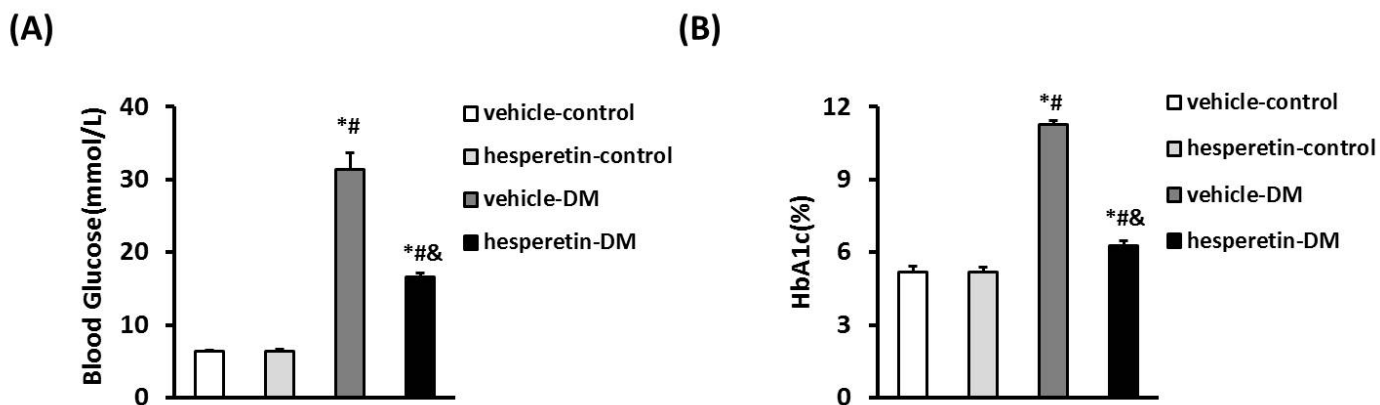 (A)
Blood Glucose(mmol/L)
40
30
20
10
0
*#
*#&
vehicle-control
hesperetin-control
vehicle-DM
hesperetin-DM
(B)
HbA1c(%)
12
9
6
3
0
*#
*#&
vehicle-control
hesperetin-control
vehicle-DM
hesperetin-DM